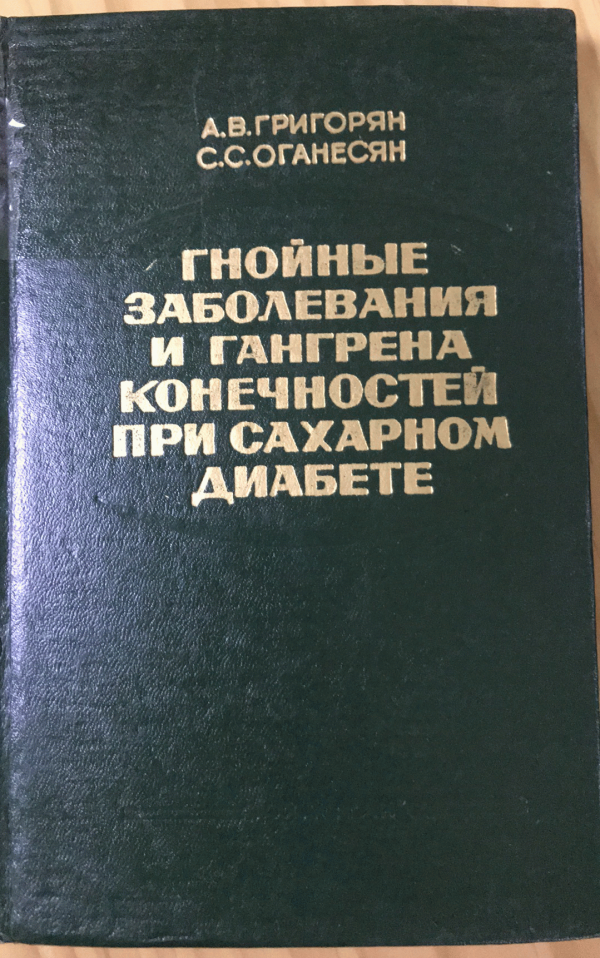 А.В.ГРИГОРЯН
С.С.ОГАНЕСЯН
ГНОЙНЫЕ
ЗАБОЛЕВАНИЯ
И ГАНГРЕНА
КОНЕЧНОСТЕЙ
ПРИ САХАРНОМ
ДИАБЕТЕ